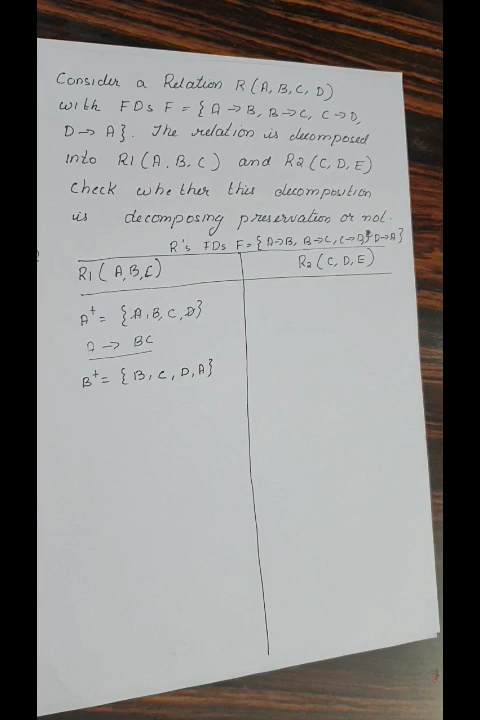 Consider a Relation R (A, B, C, D)
with FDs F = { A → B, B → C, C → D,
D → A}. The relation is decomposed
into R1 (A, B, C) and R2 (C, D, E)
check whether this decomposition
is decomposing preservation or not.
R's FDs F = { A→B, B→C, C→D, D→A}
R1 ( A, B, C) R2 ( C, D, E)
A⁺ = { A, B, C, D}
A → BC
B⁺ = { B, C, D, A}